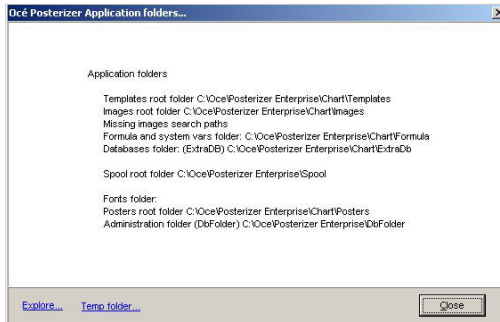 Océ Posterizer Application folders...
Application folders
Templates root folder C:\Oce\Posterizer Enterprise\Chart\Templates
Images root folder C:\Oce\Posterizer Enterprise\Chart\Images
Missing images search paths
Formula and system vars folder: C:\Oce\Posterizer Enterprise\Chart\Formula
Databases folder: (ExtraDB) C:\Oce\Posterizer Enterprise\Chart\ExtraDb
Spool root folder C:\Oce\Posterizer Enterprise\Spool
Fonts folder:
Posters root folder C:\Oce\Posterizer Enterprise\Chart\Posters
Administration folder (DbFolder) C:\Oce\Posterizer Enterprise\DbFolder
Explore... Temp folder... Close